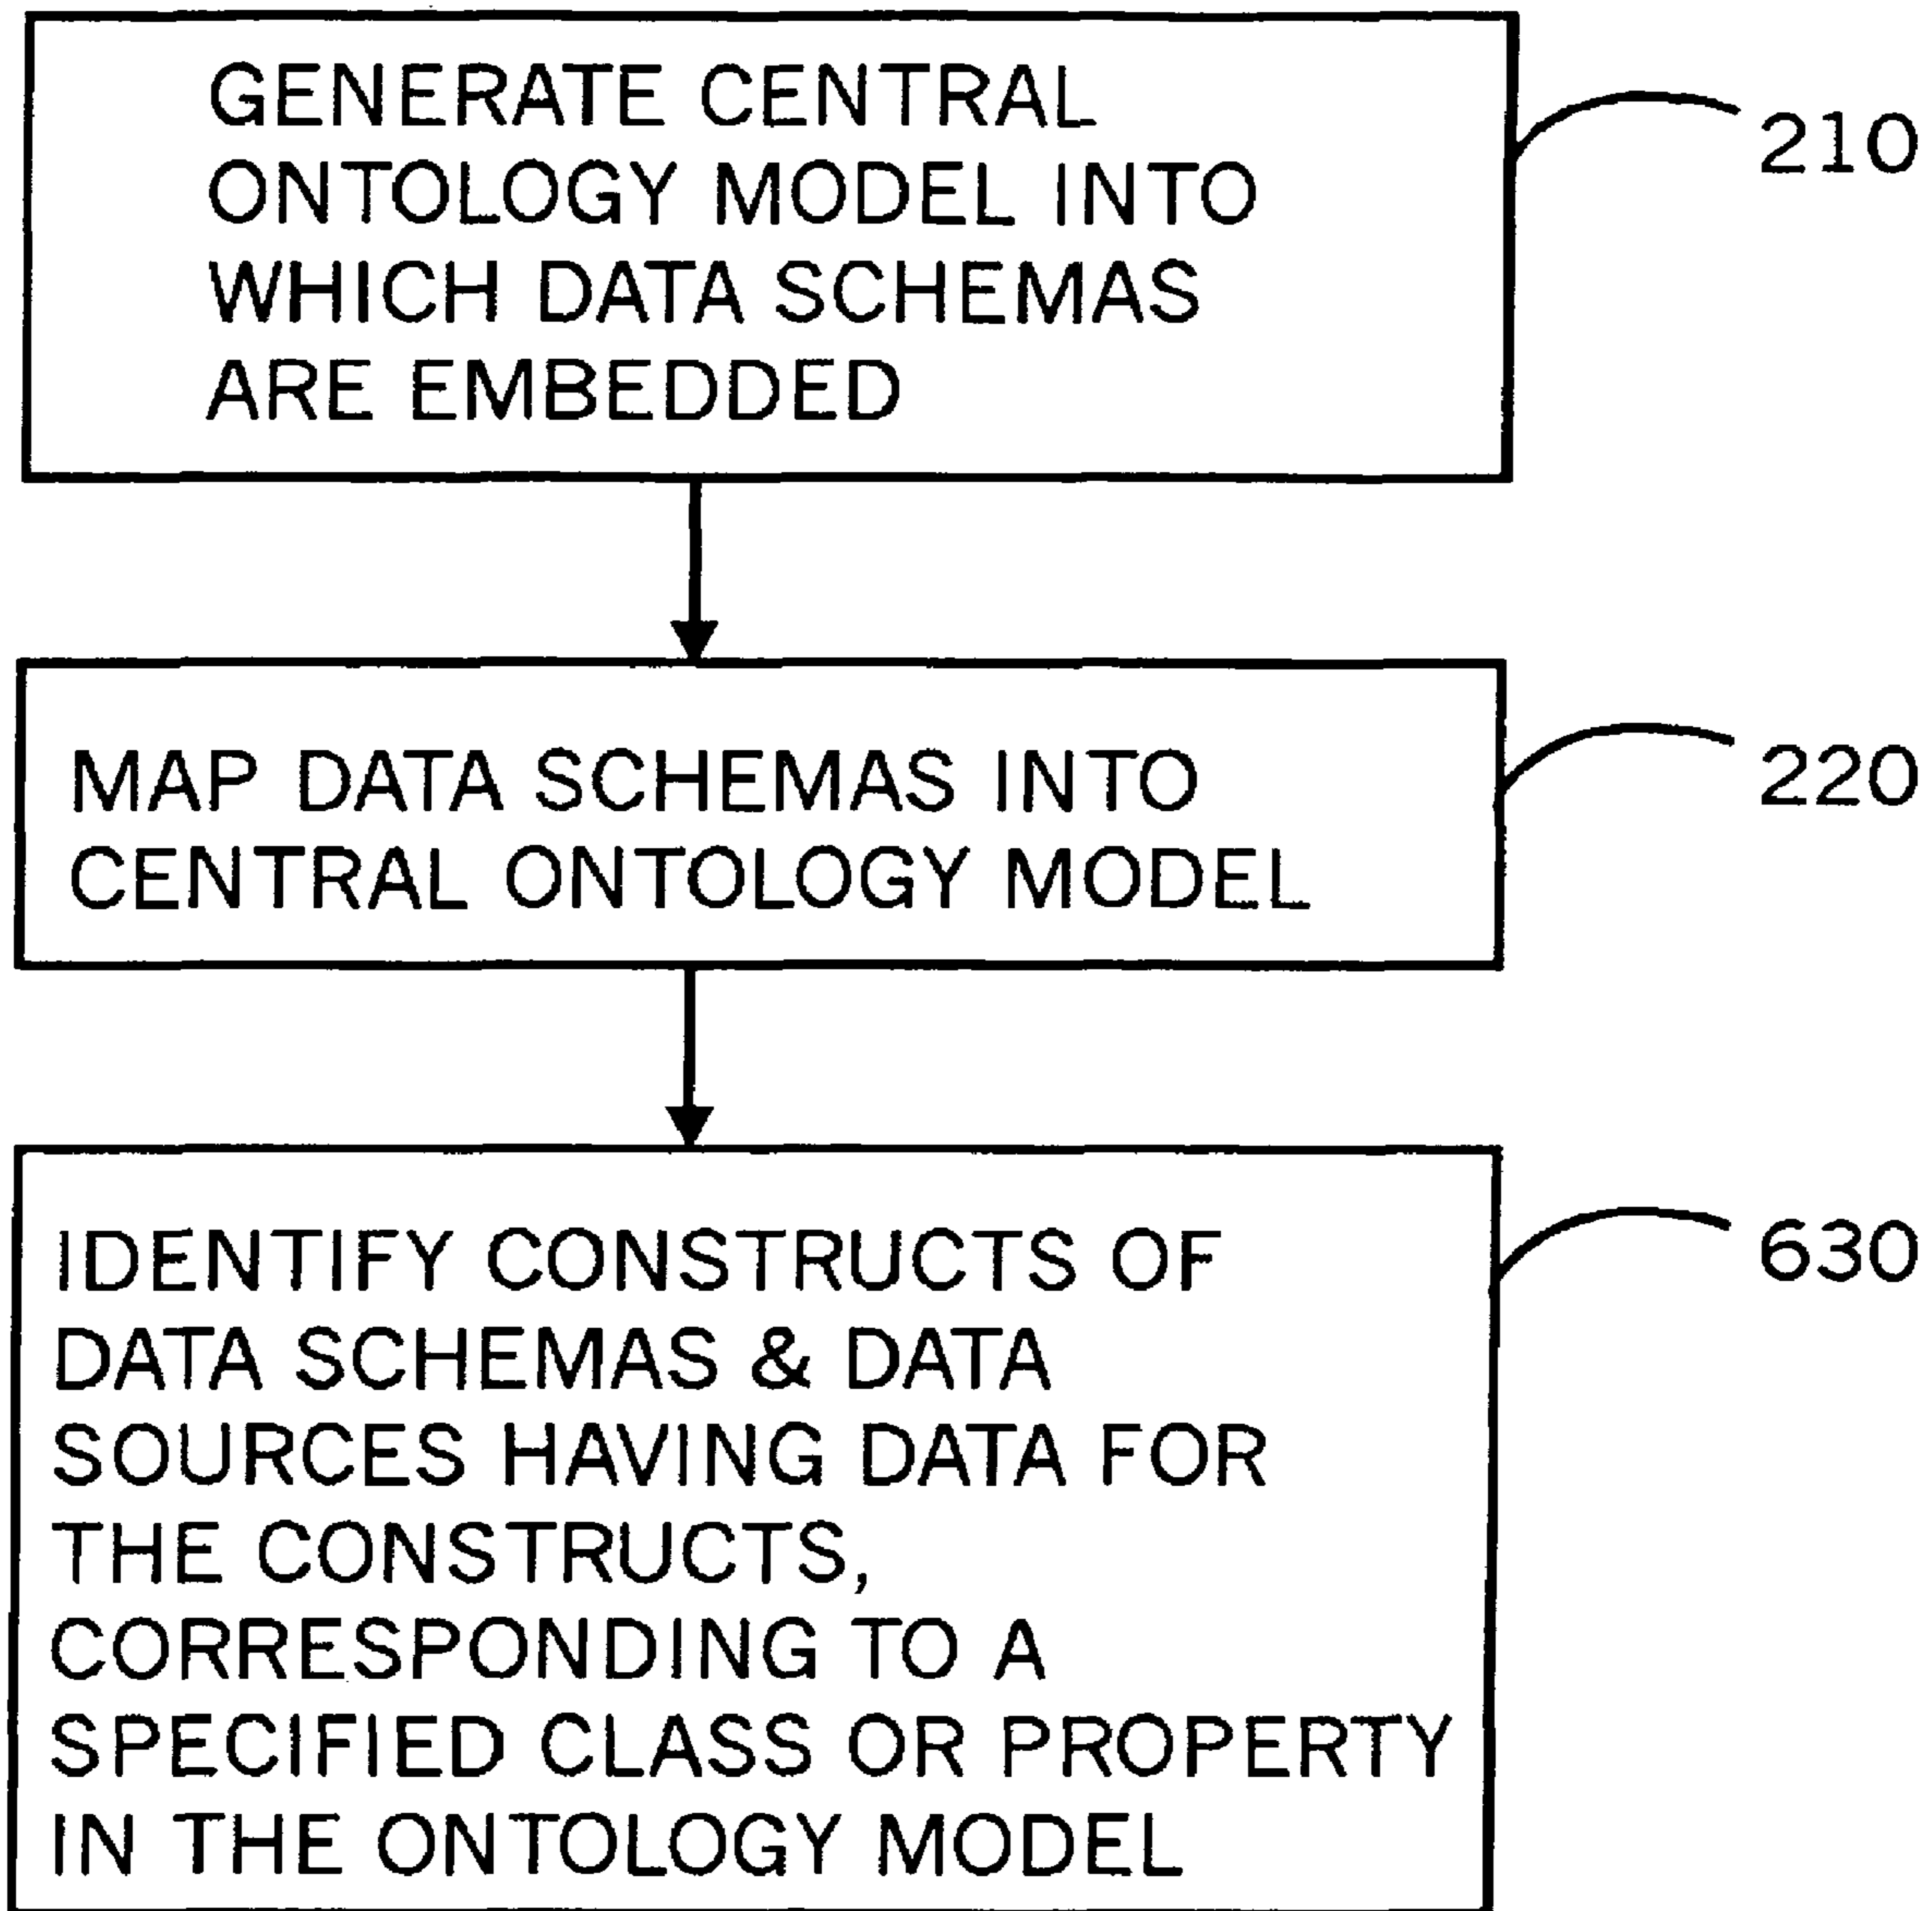 GENERATE CENTRAL
ONTOLOGY MODEL INTO
WHICH DATA SCHEMAS
ARE EMBEDDED
210
MAP DATA SCHEMAS INTO
CENTRAL ONTOLOGY MODEL
220
IDENTIFY CONSTRUCTS OF
DATA SCHEMAS & DATA
SOURCES HAVING DATA FOR
THE CONSTRUCTS,
CORRESPONDING TO A
SPECIFIED CLASS OR PROPERTY
IN THE ONTOLOGY MODEL
630